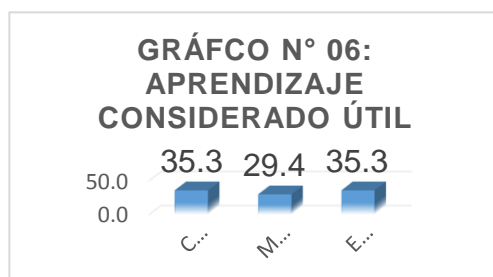 GRÁFCO N° 06:
APRENDIZAJE
CONSIDERADO ÚTIL
35.3 29.4 35.3
50.0
0.0
C... M... E...